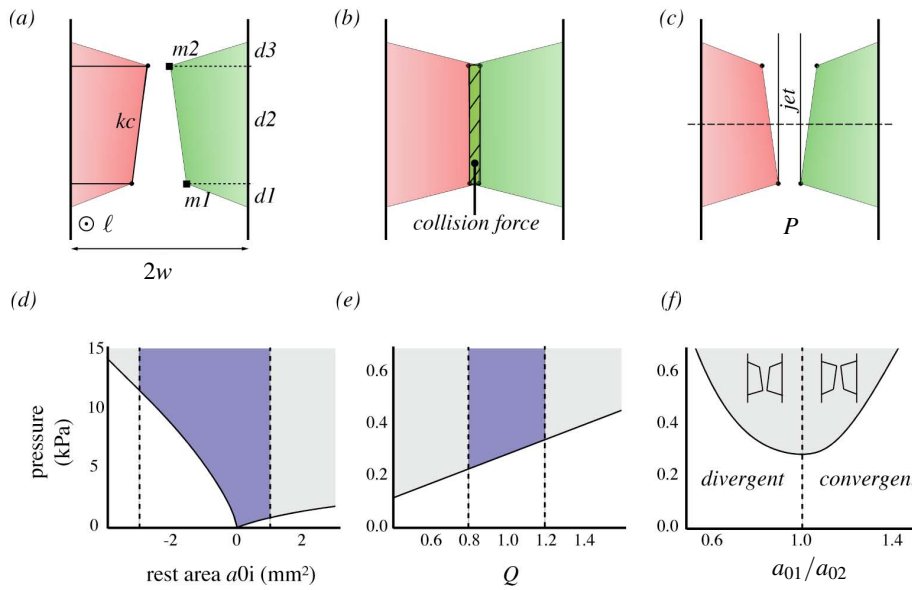 (a)
m2
d3
kc
d2
m1
d1
⊙ ℓ
2w
(b)
collision force
(c)
jet
P
(d)
15
10
5
0
pressure
(kPa)
-2
0
2
rest area a0i (mm²)
(e)
0.6
0.4
0.2
0.0
0.6
0.8
1.0
1.2
1.4
Q
(f)
0.6
0.4
0.2
0.0
divergent
convergent
0.6
1.0
1.4
a₀₁/a₀₂